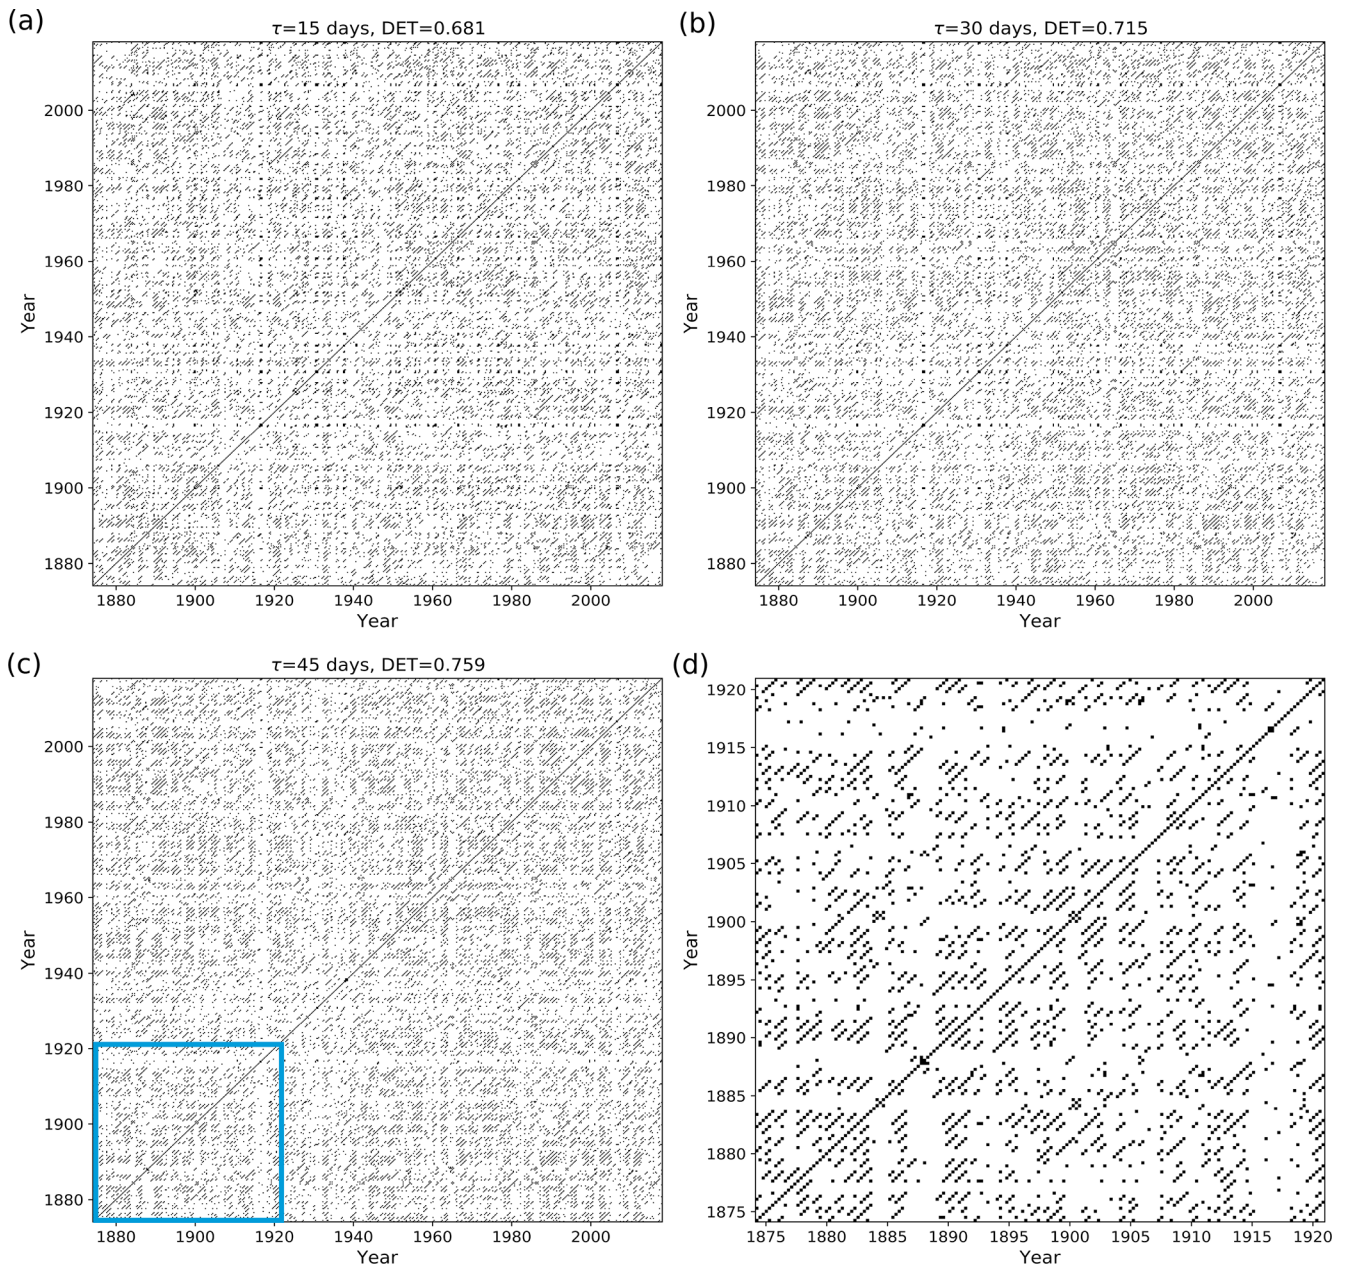 (a)
τ=15 days, DET=0.681
Year
2000
1980
1960
1940
1920
1900
1880
1880 1900 1920 1940 1960 1980 2000
Year
(b)
τ=30 days, DET=0.715
Year
2000
1980
1960
1940
1920
1900
1880
1880 1900 1920 1940 1960 1980 2000
Year
(c)
τ=45 days, DET=0.759
Year
2000
1980
1960
1940
1920
1900
1880
1880 1900 1920 1940 1960 1980 2000
Year
(d)
Year
1920
1915
1910
1905
1900
1895
1890
1885
1880
1875
1875 1880 1885 1890 1895 1900 1905 1910 1915 1920
Year